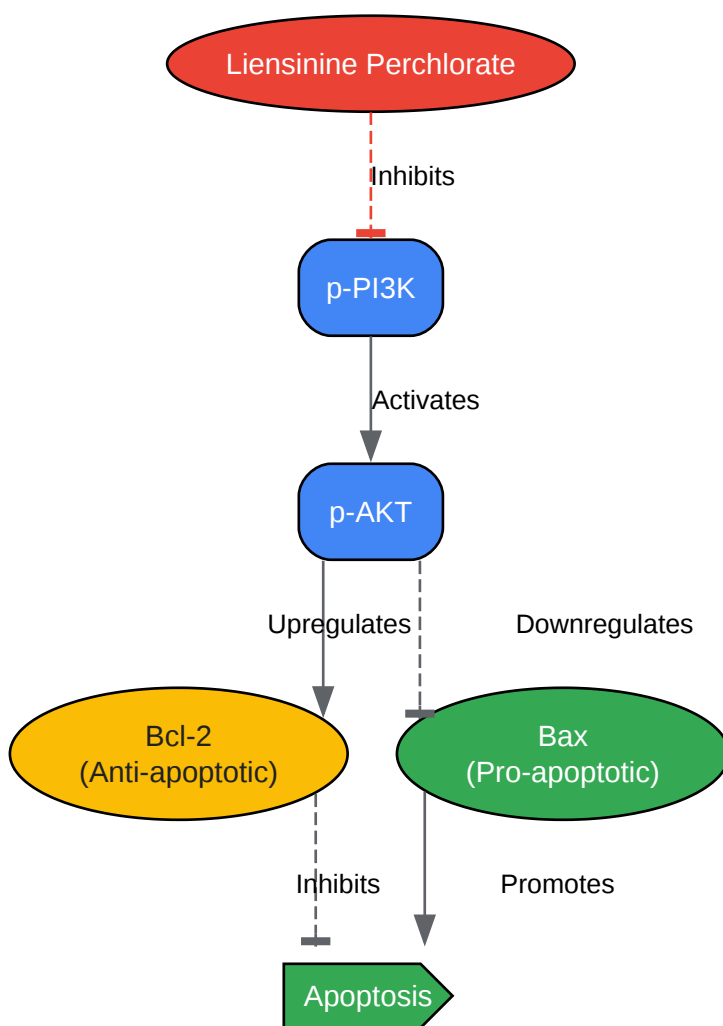 Liensinine Perchlorate
Inhibits
p-PI3K
Activates
p-AKT
Upregulates
Downregulates
Bcl-2
(Anti-apoptotic)
Bax
(Pro-apoptotic)
Inhibits
Promotes
Apoptosis